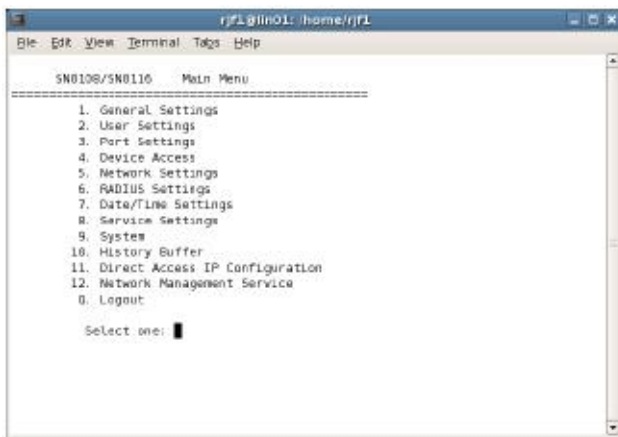 rjf1@lin01: /home/rjf1
File Edit View Terminal Tabs Help
SN0108/SN0116 Main Menu
================================================
1. General Settings
2. User Settings
3. Port Settings
4. Device Access
5. Network Settings
6. RADIUS Settings
7. Date/Time Settings
8. Service Settings
9. System
10. History Buffer
11. Direct Access IP Configuration
12. Network Management Service
0. Logout
Select one: